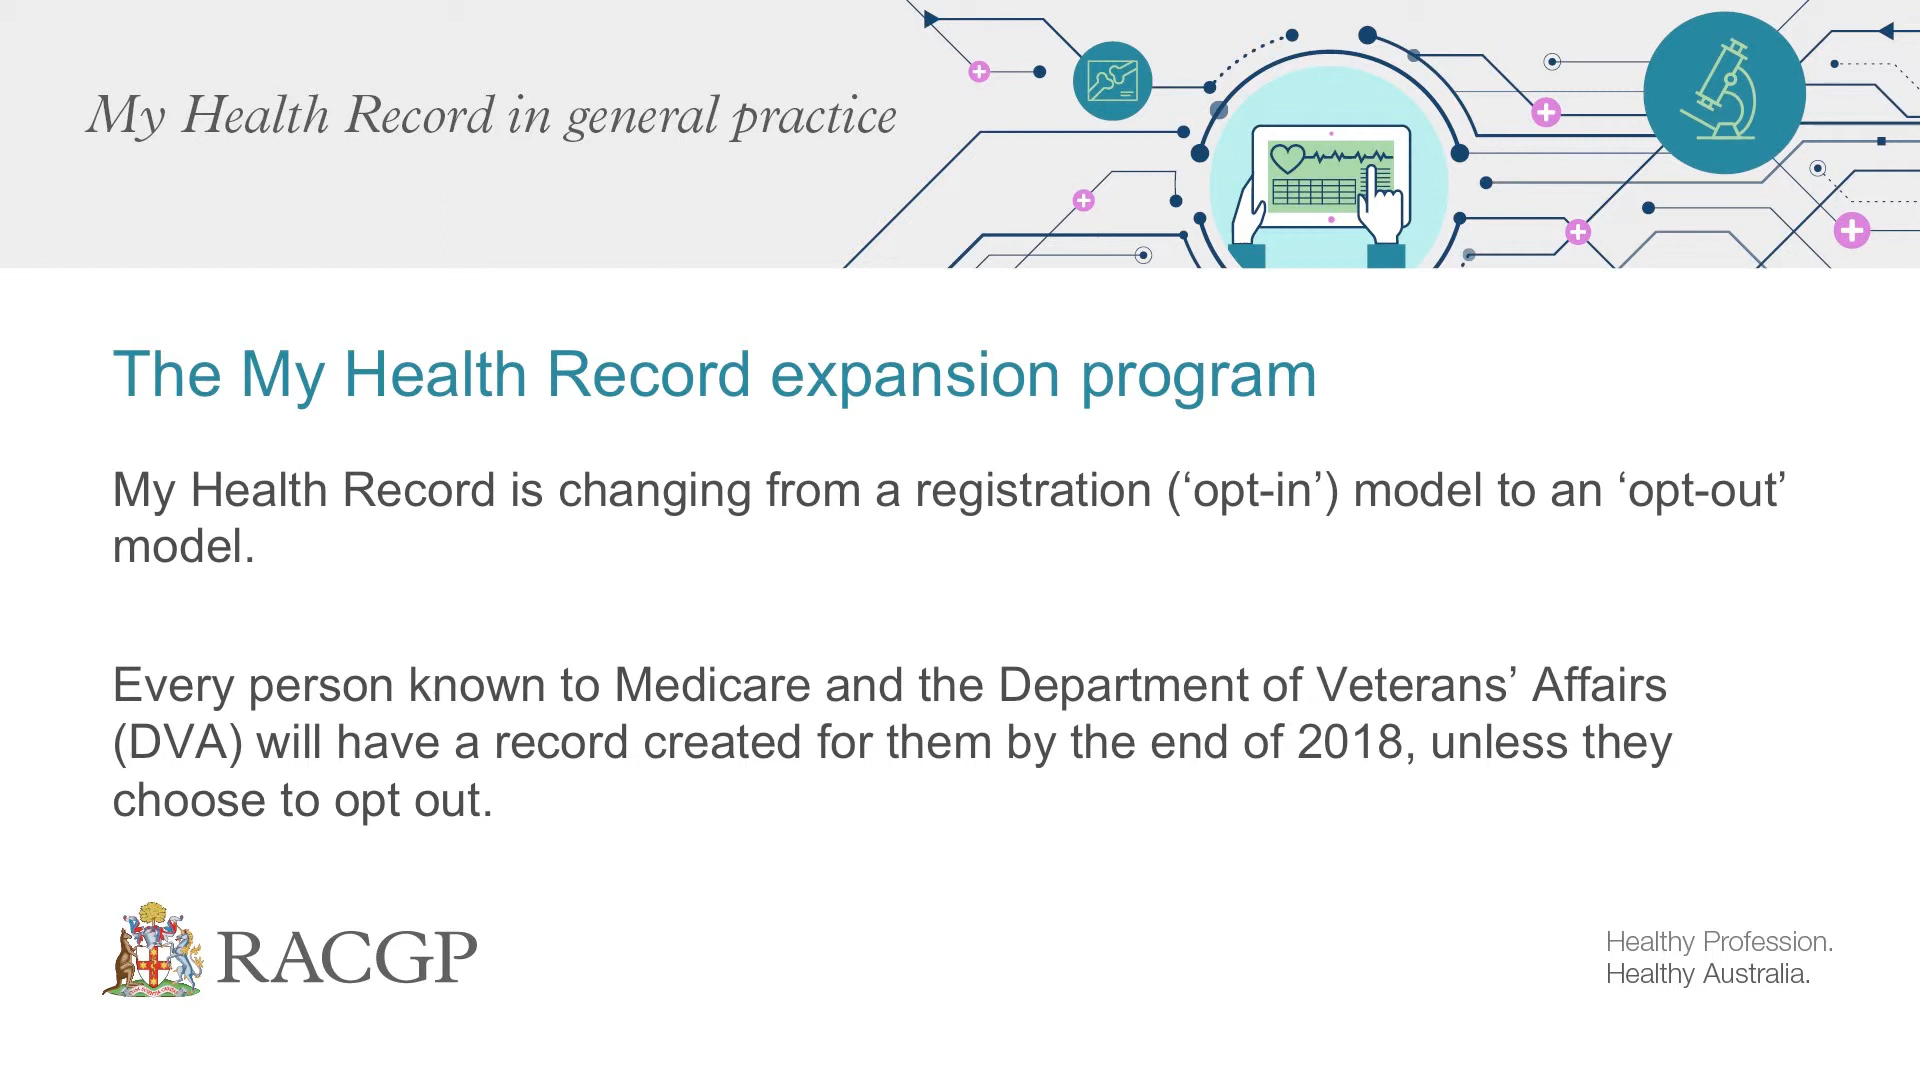 My Health Record in general practice
The My Health Record expansion program
My Health Record is changing from a registration (‘opt-in’) model to an ‘opt-out’
model.
Every person known to Medicare and the Department of Veterans’ Affairs
(DVA) will have a record created for them by the end of 2018, unless they
choose to opt out.
RACGP
Healthy Profession.
Healthy Australia.